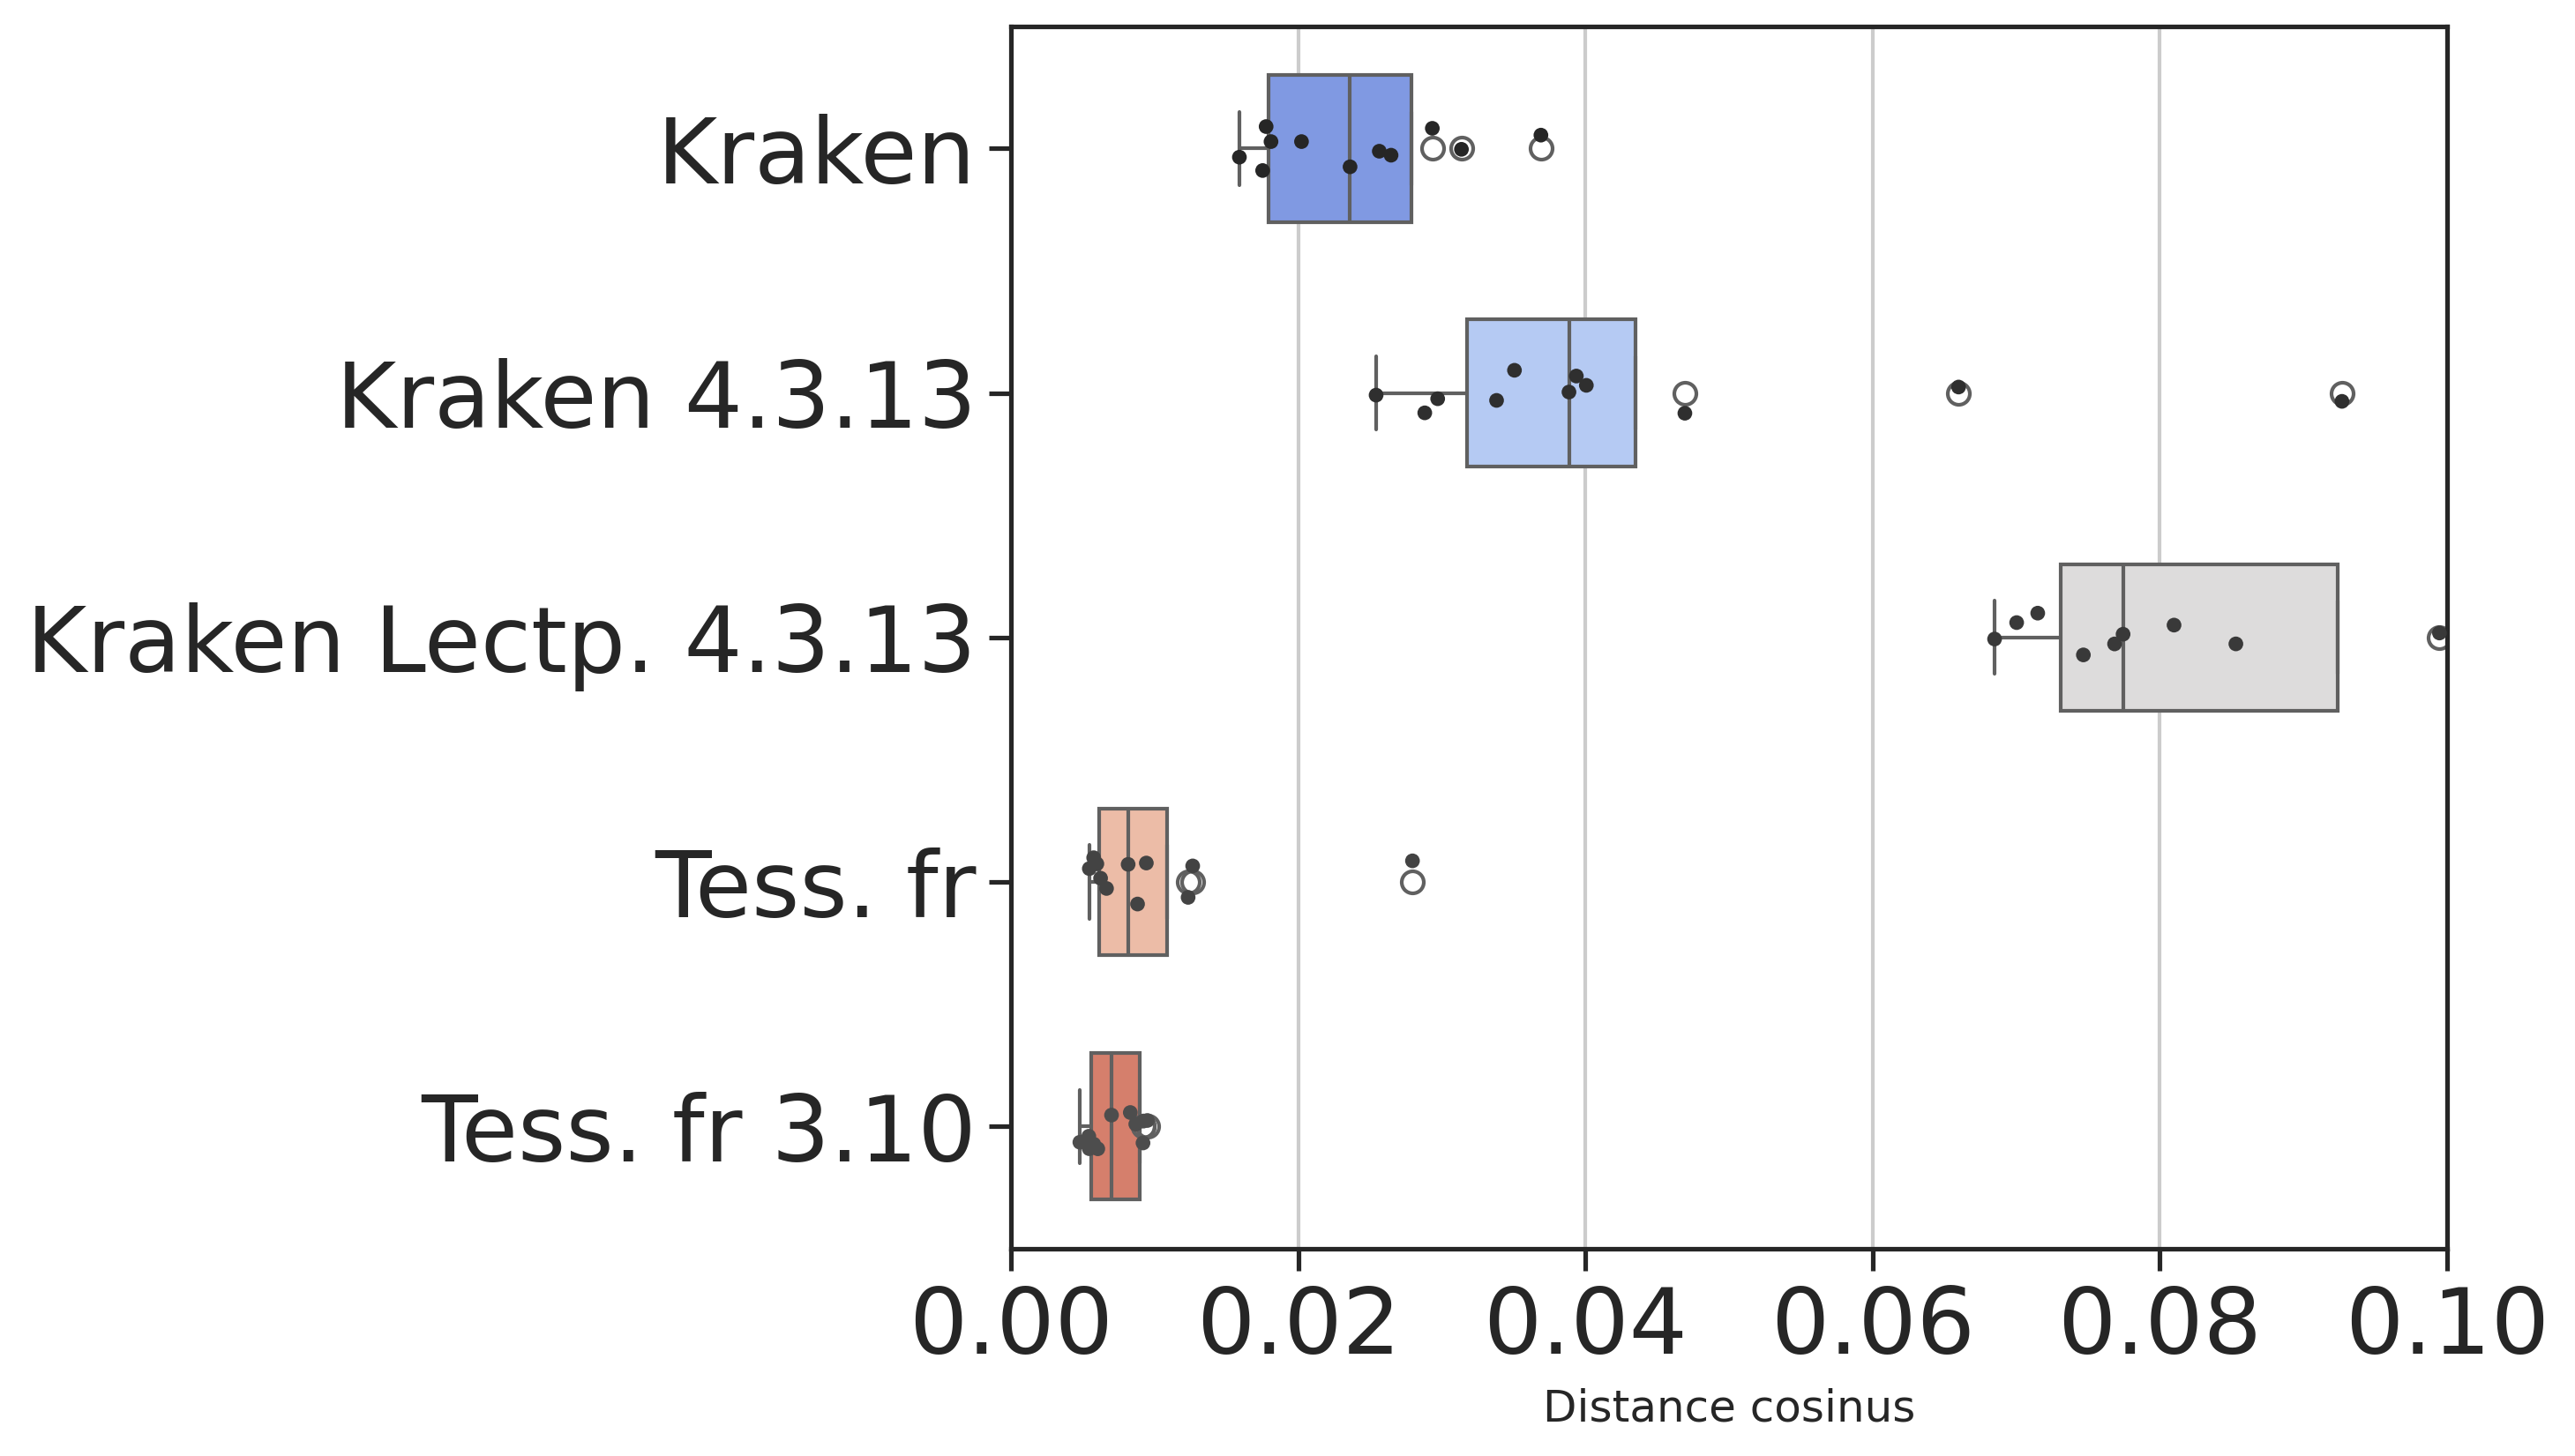 Kraken
Kraken 4.3.13
Kraken Lectp. 4.3.13
Tess. fr
Tess. fr 3.10
0.00 0.02 0.04 0.06 0.08 0.10
Distance cosinus